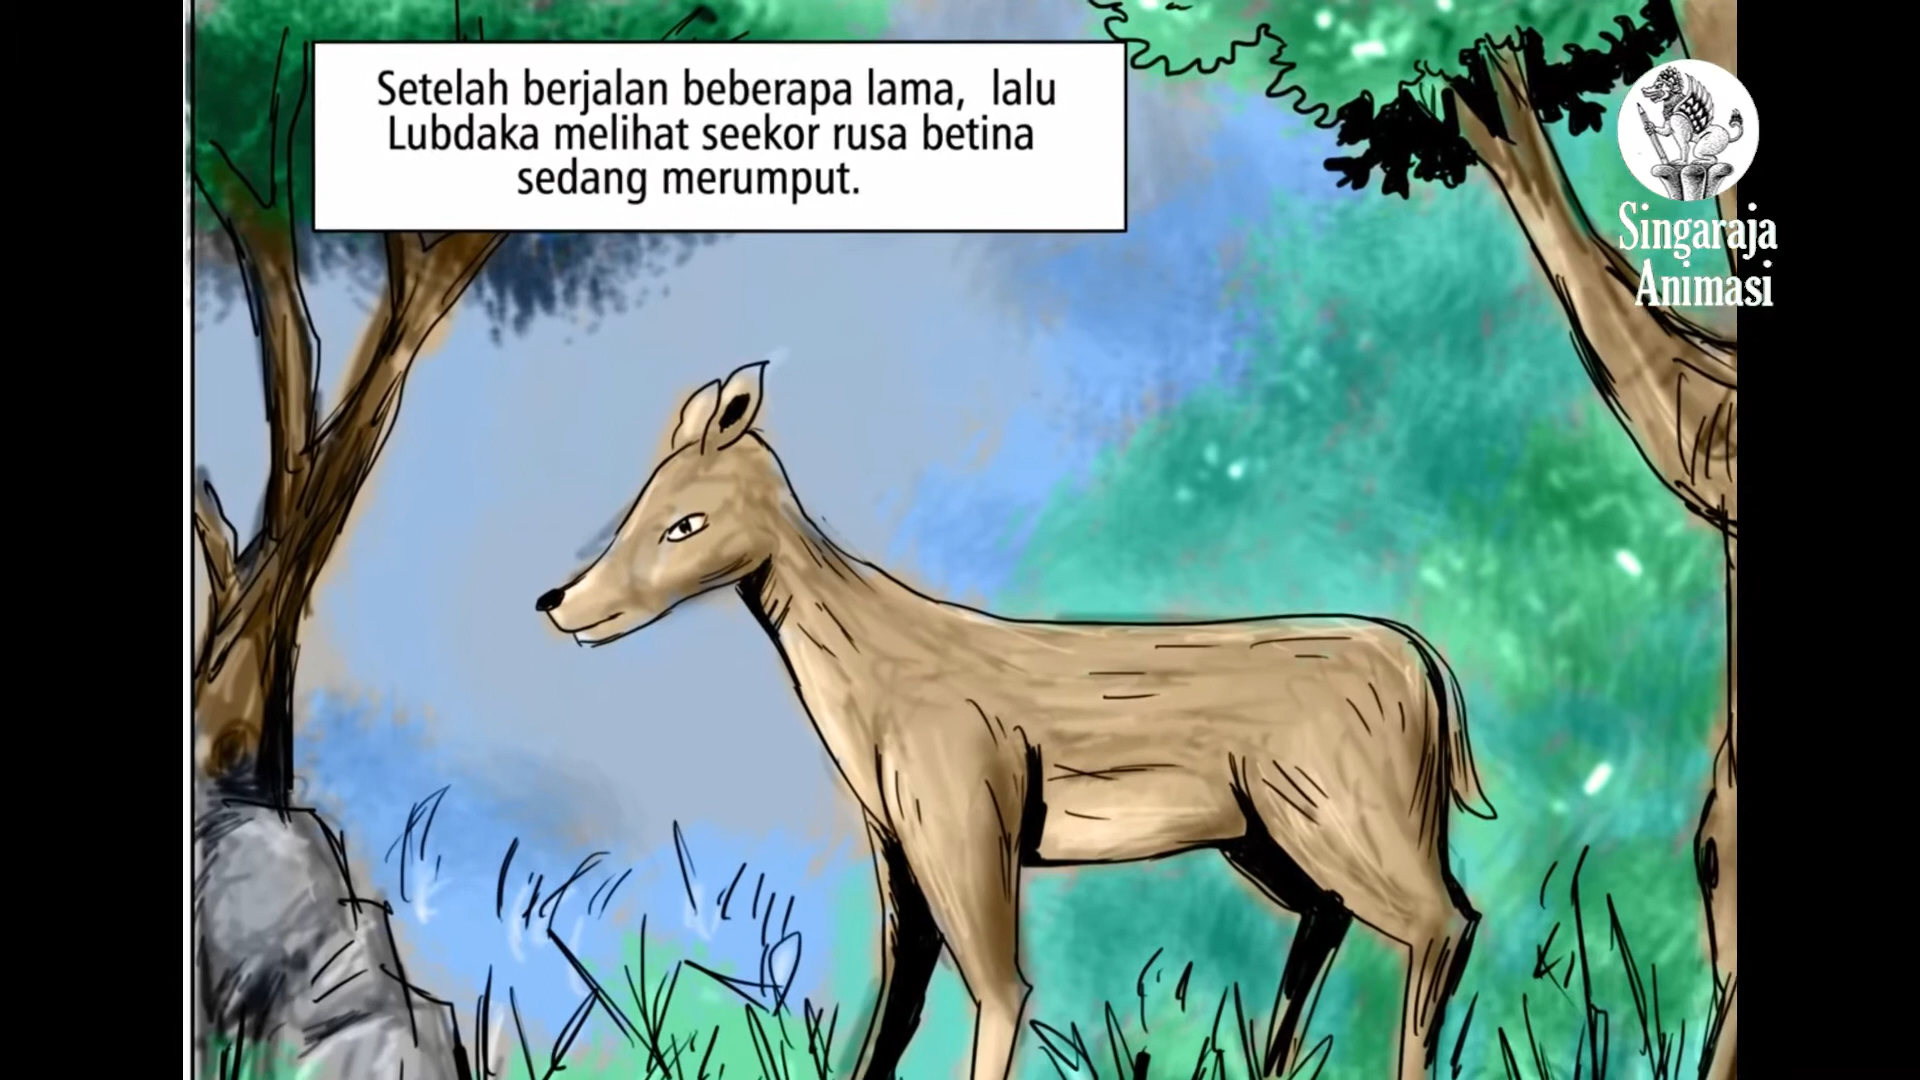 Setelah berjalan beberapa lama, lalu
Lubdaka melihat seekor rusa betina
sedang merumput.
Singaraja
Animasi